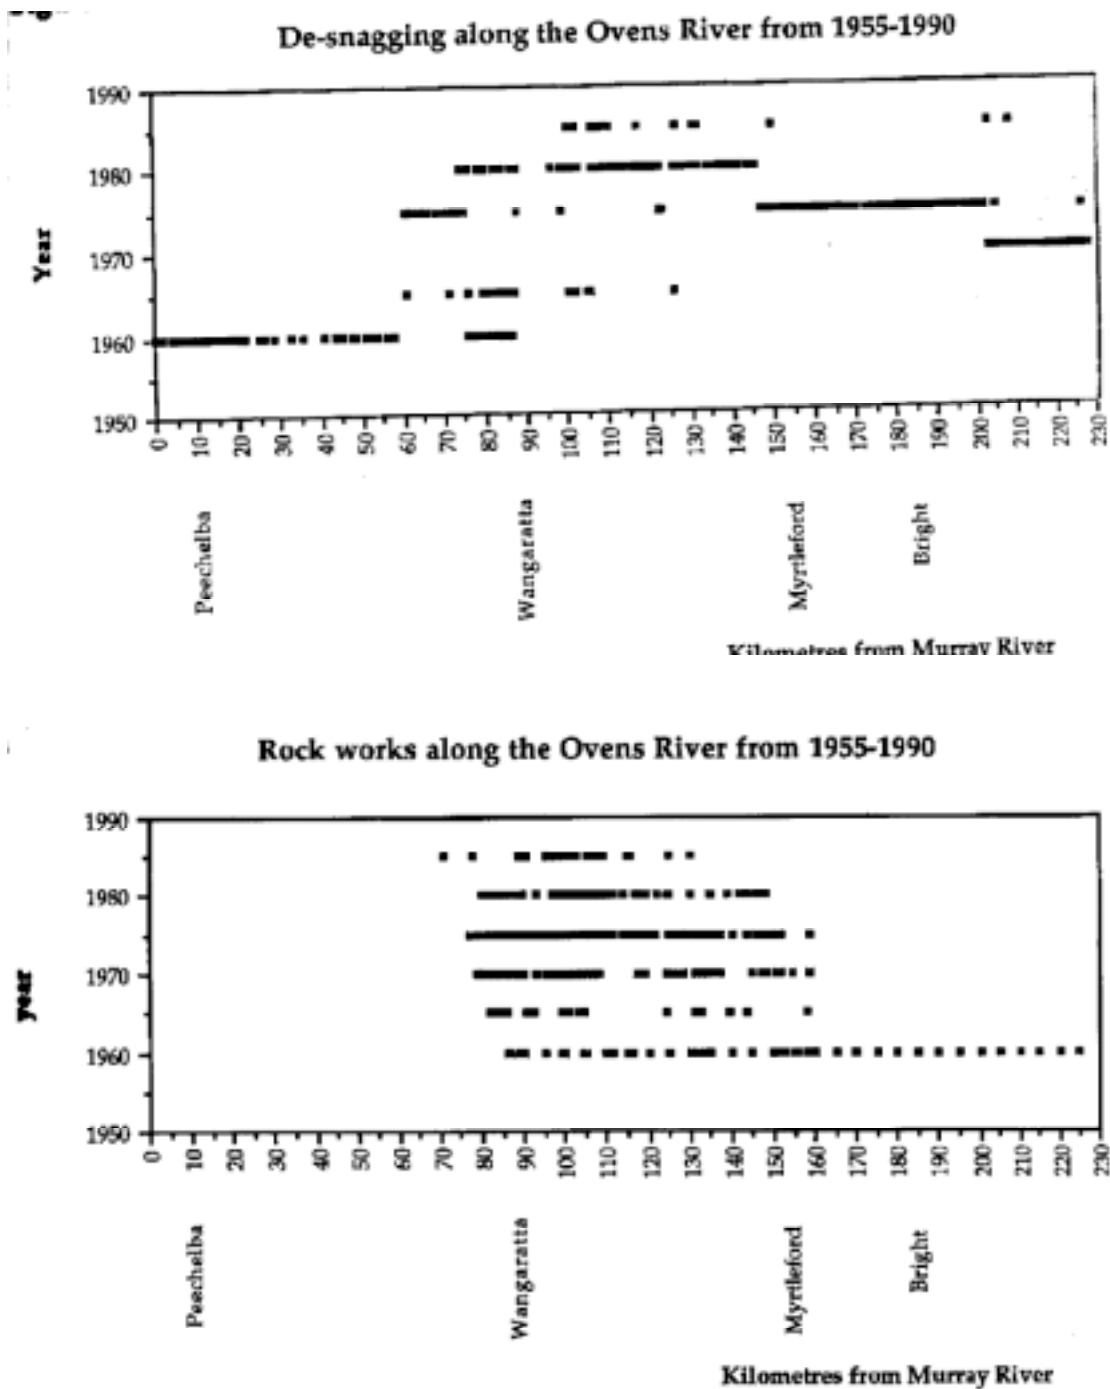 De-snagging along the Ovens River from 1955-1990
1990
1980
1970
1960
1950
Year
0 10 20 30 40 50 60 70 80 90 100 110 120 130 140 150 160 170 180 190 200 210 220 230
Peechelba
Wangaratta
Myrtleford
Bright
Kilometres from Murray River
Rock works along the Ovens River from 1955-1990
1990
1980
1970
1960
1950
year
0 10 20 30 40 50 60 70 80 90 100 110 120 130 140 150 160 170 180 190 200 210 220 230
Peechelba
Wangaratta
Myrtleford
Bright
Kilometres from Murray River